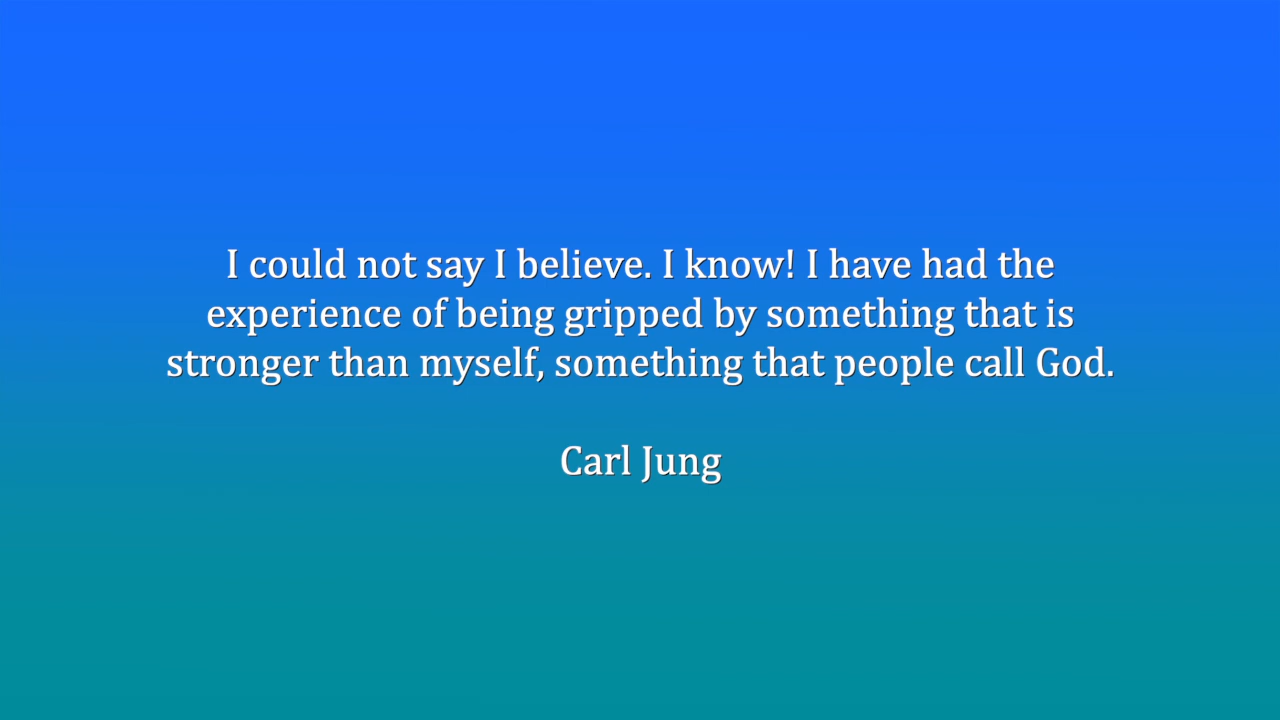 I could not say I believe. I know! I have had the
experience of being gripped by something that is
stronger than myself, something that people call God.
Carl Jung